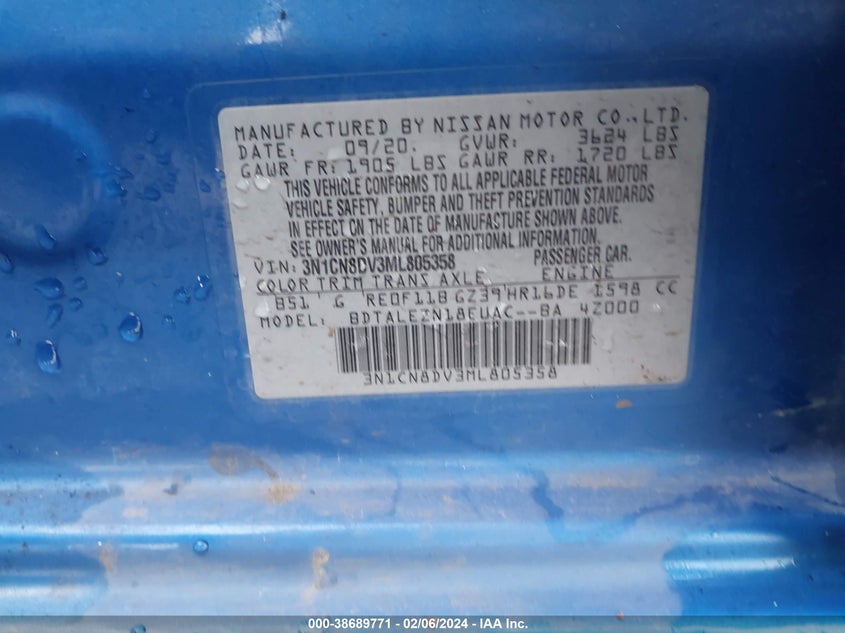 MANUFACTURED BY NISSAN MOTOR CO., LTD.
DATE: 09/20. GVWR: 3624 LBS
GAWR FR: 1905 LBS GAWR RR: 1720 LBS
THIS VEHICLE CONFORMS TO ALL APPLICABLE FEDERAL MOTOR
VEHICLE SAFETY, BUMPER AND THEFT PREVENTION STANDARDS
IN EFFECT ON THE DATE OF MANUFACTURE SHOWN ABOVE.
SEE OWNER'S MANUAL FOR ADDITIONAL INFORMATION.
VIN: 3N1CN8DV3ML805358 PASSENGER CAR.
COLOR TRIM TRANS AXLE ENGINE
B51 G RE0F11B GZ39 HR16DE 1598 CC
MODEL: BDTALEZN18EUAC--BA 4Z000
3N1CN8DV3ML805358
000-38689771 - 02/06/2024 - IAA Inc.